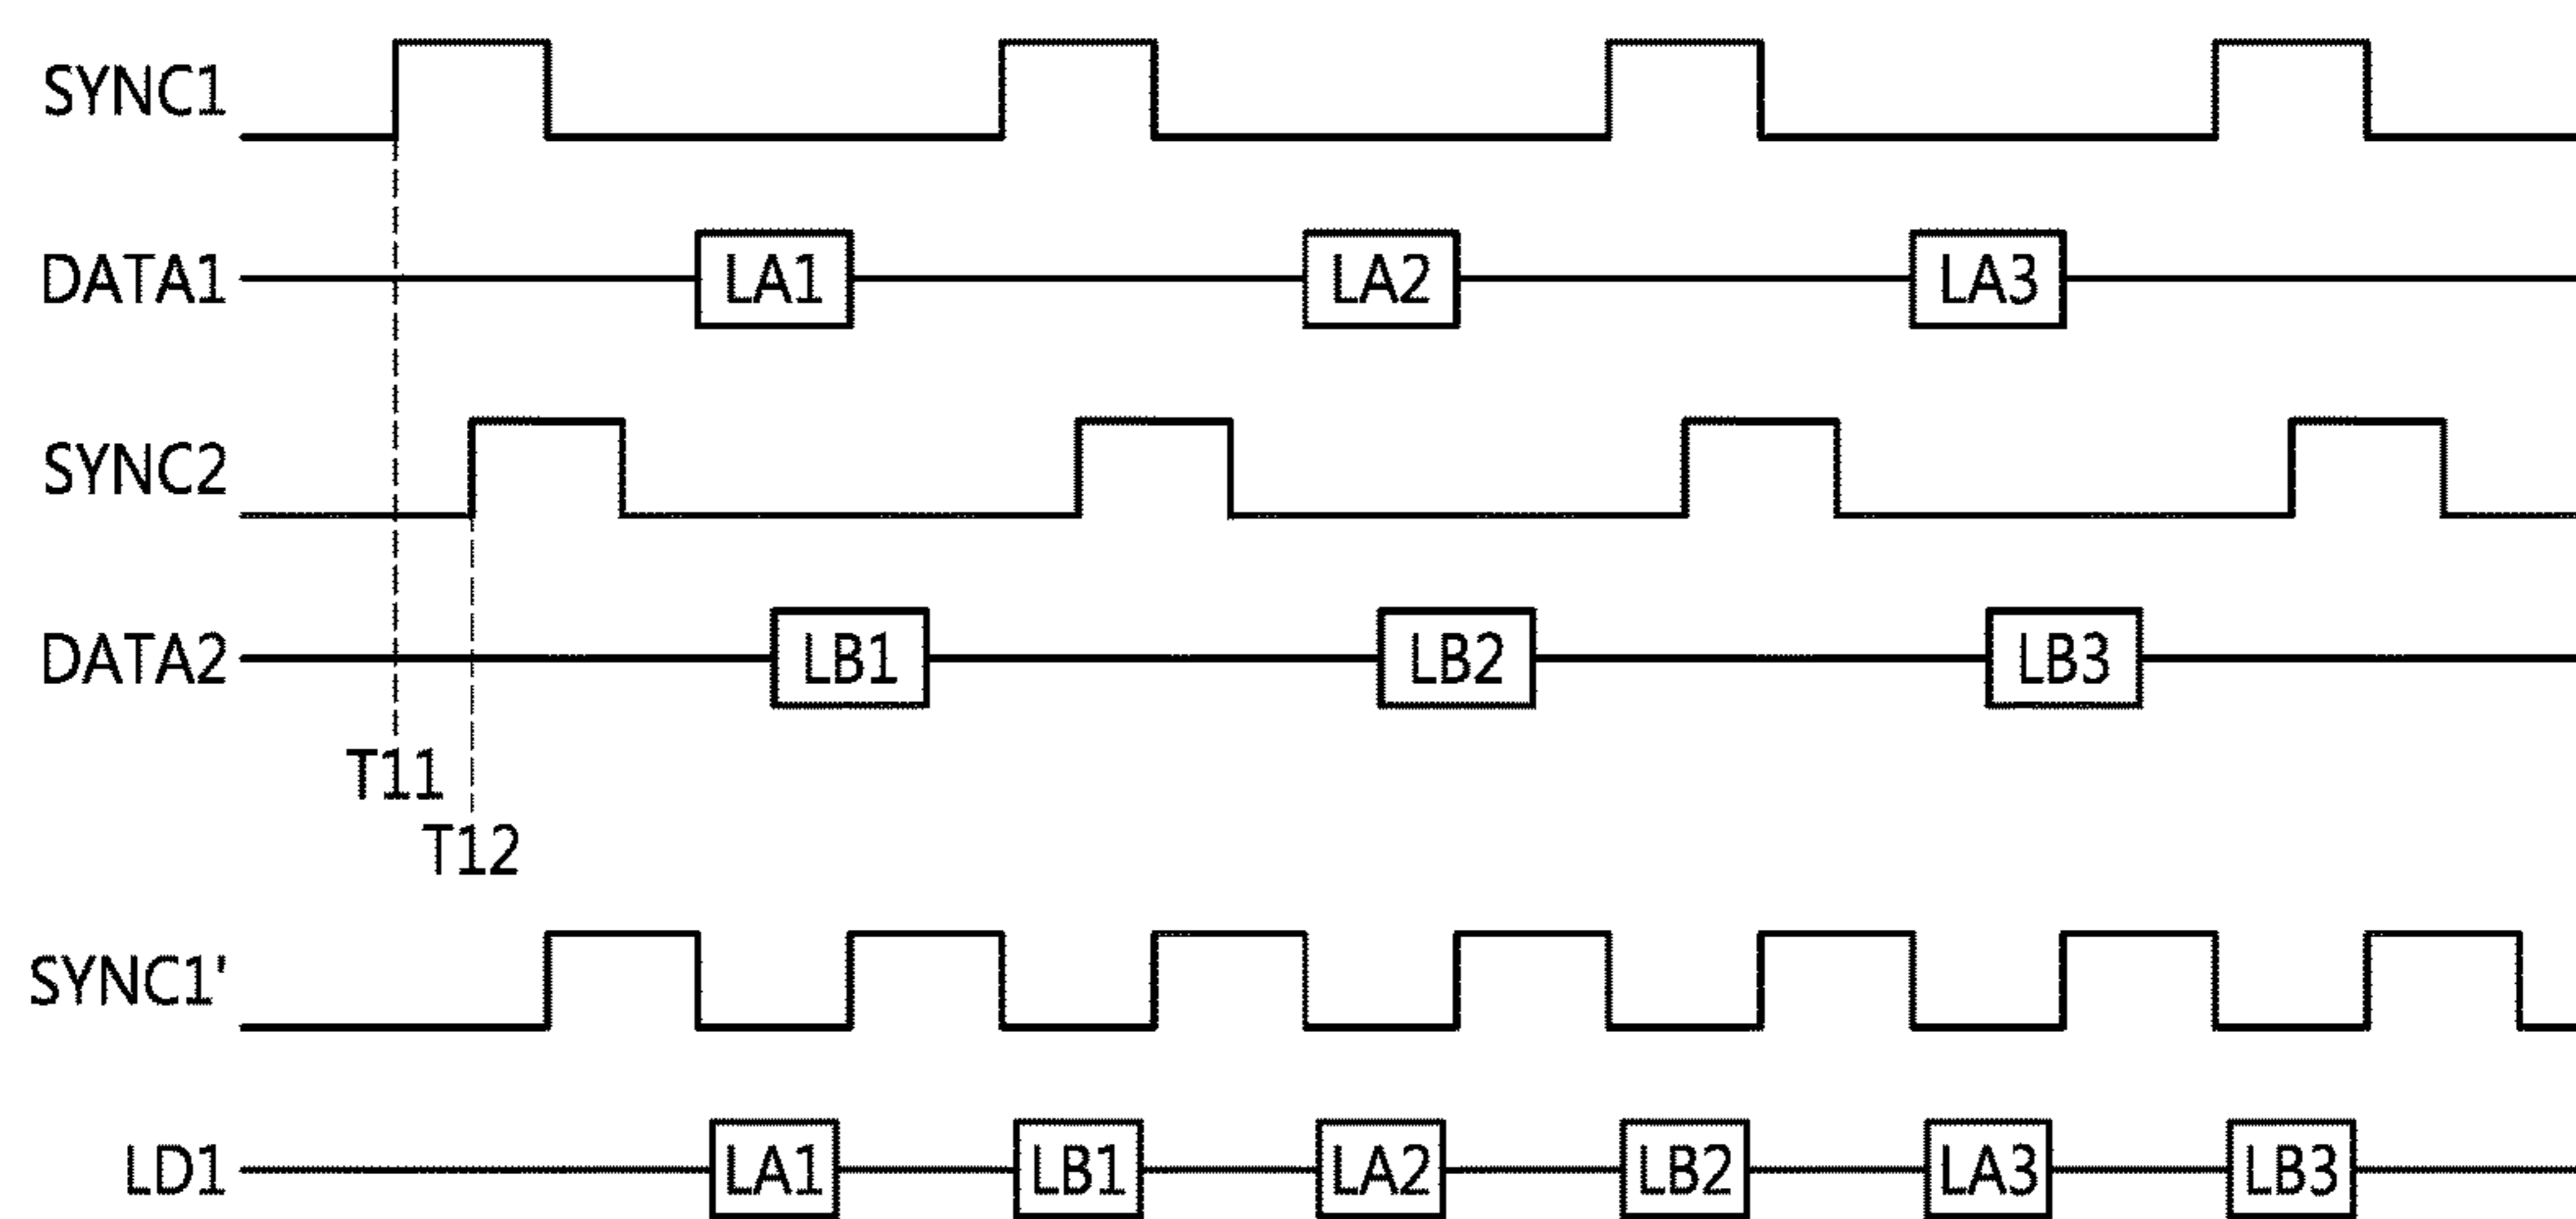 SYNC1
DATA1 LA1 LA2 LA3
SYNC2
DATA2 LB1 LB2 LB3
T11
T12
SYNC1'
LD1 LA1 LB1 LA2 LB2 LA3 LB3